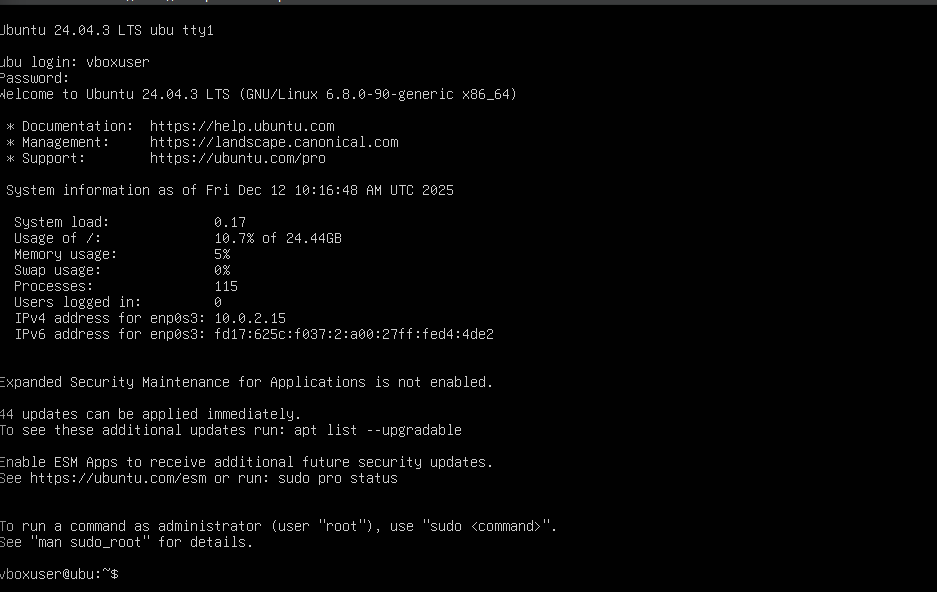 Ubuntu 24.04.3 LTS ubu tty1
ubu login: vboxuser
Password:
Welcome to Ubuntu 24.04.3 LTS (GNU/Linux 6.8.0-90-generic x86_64)
* Documentation: https://help.ubuntu.com
* Management: https://landscape.canonical.com
* Support: https://ubuntu.com/pro
System information as of Fri Dec 12 10:16:48 AM UTC 2025
System load: 0.17
Usage of /: 10.7% of 24.44GB
Memory usage: 5%
Swap usage: 0%
Processes: 115
Users logged in: 0
IPv4 address for enp0s3: 10.0.2.15
IPv6 address for enp0s3: fd17:625c:f037:2:a00:27ff:fed4:4de2
Expanded Security Maintenance for Applications is not enabled.
44 updates can be applied immediately.
To see these additional updates run: apt list --upgradable
Enable ESM Apps to receive additional future security updates.
See https://ubuntu.com/esm or run: sudo pro status
To run a command as administrator (user "root"), use "sudo <command>".
See "man sudo_root" for details.
vboxuser@ubu:~$